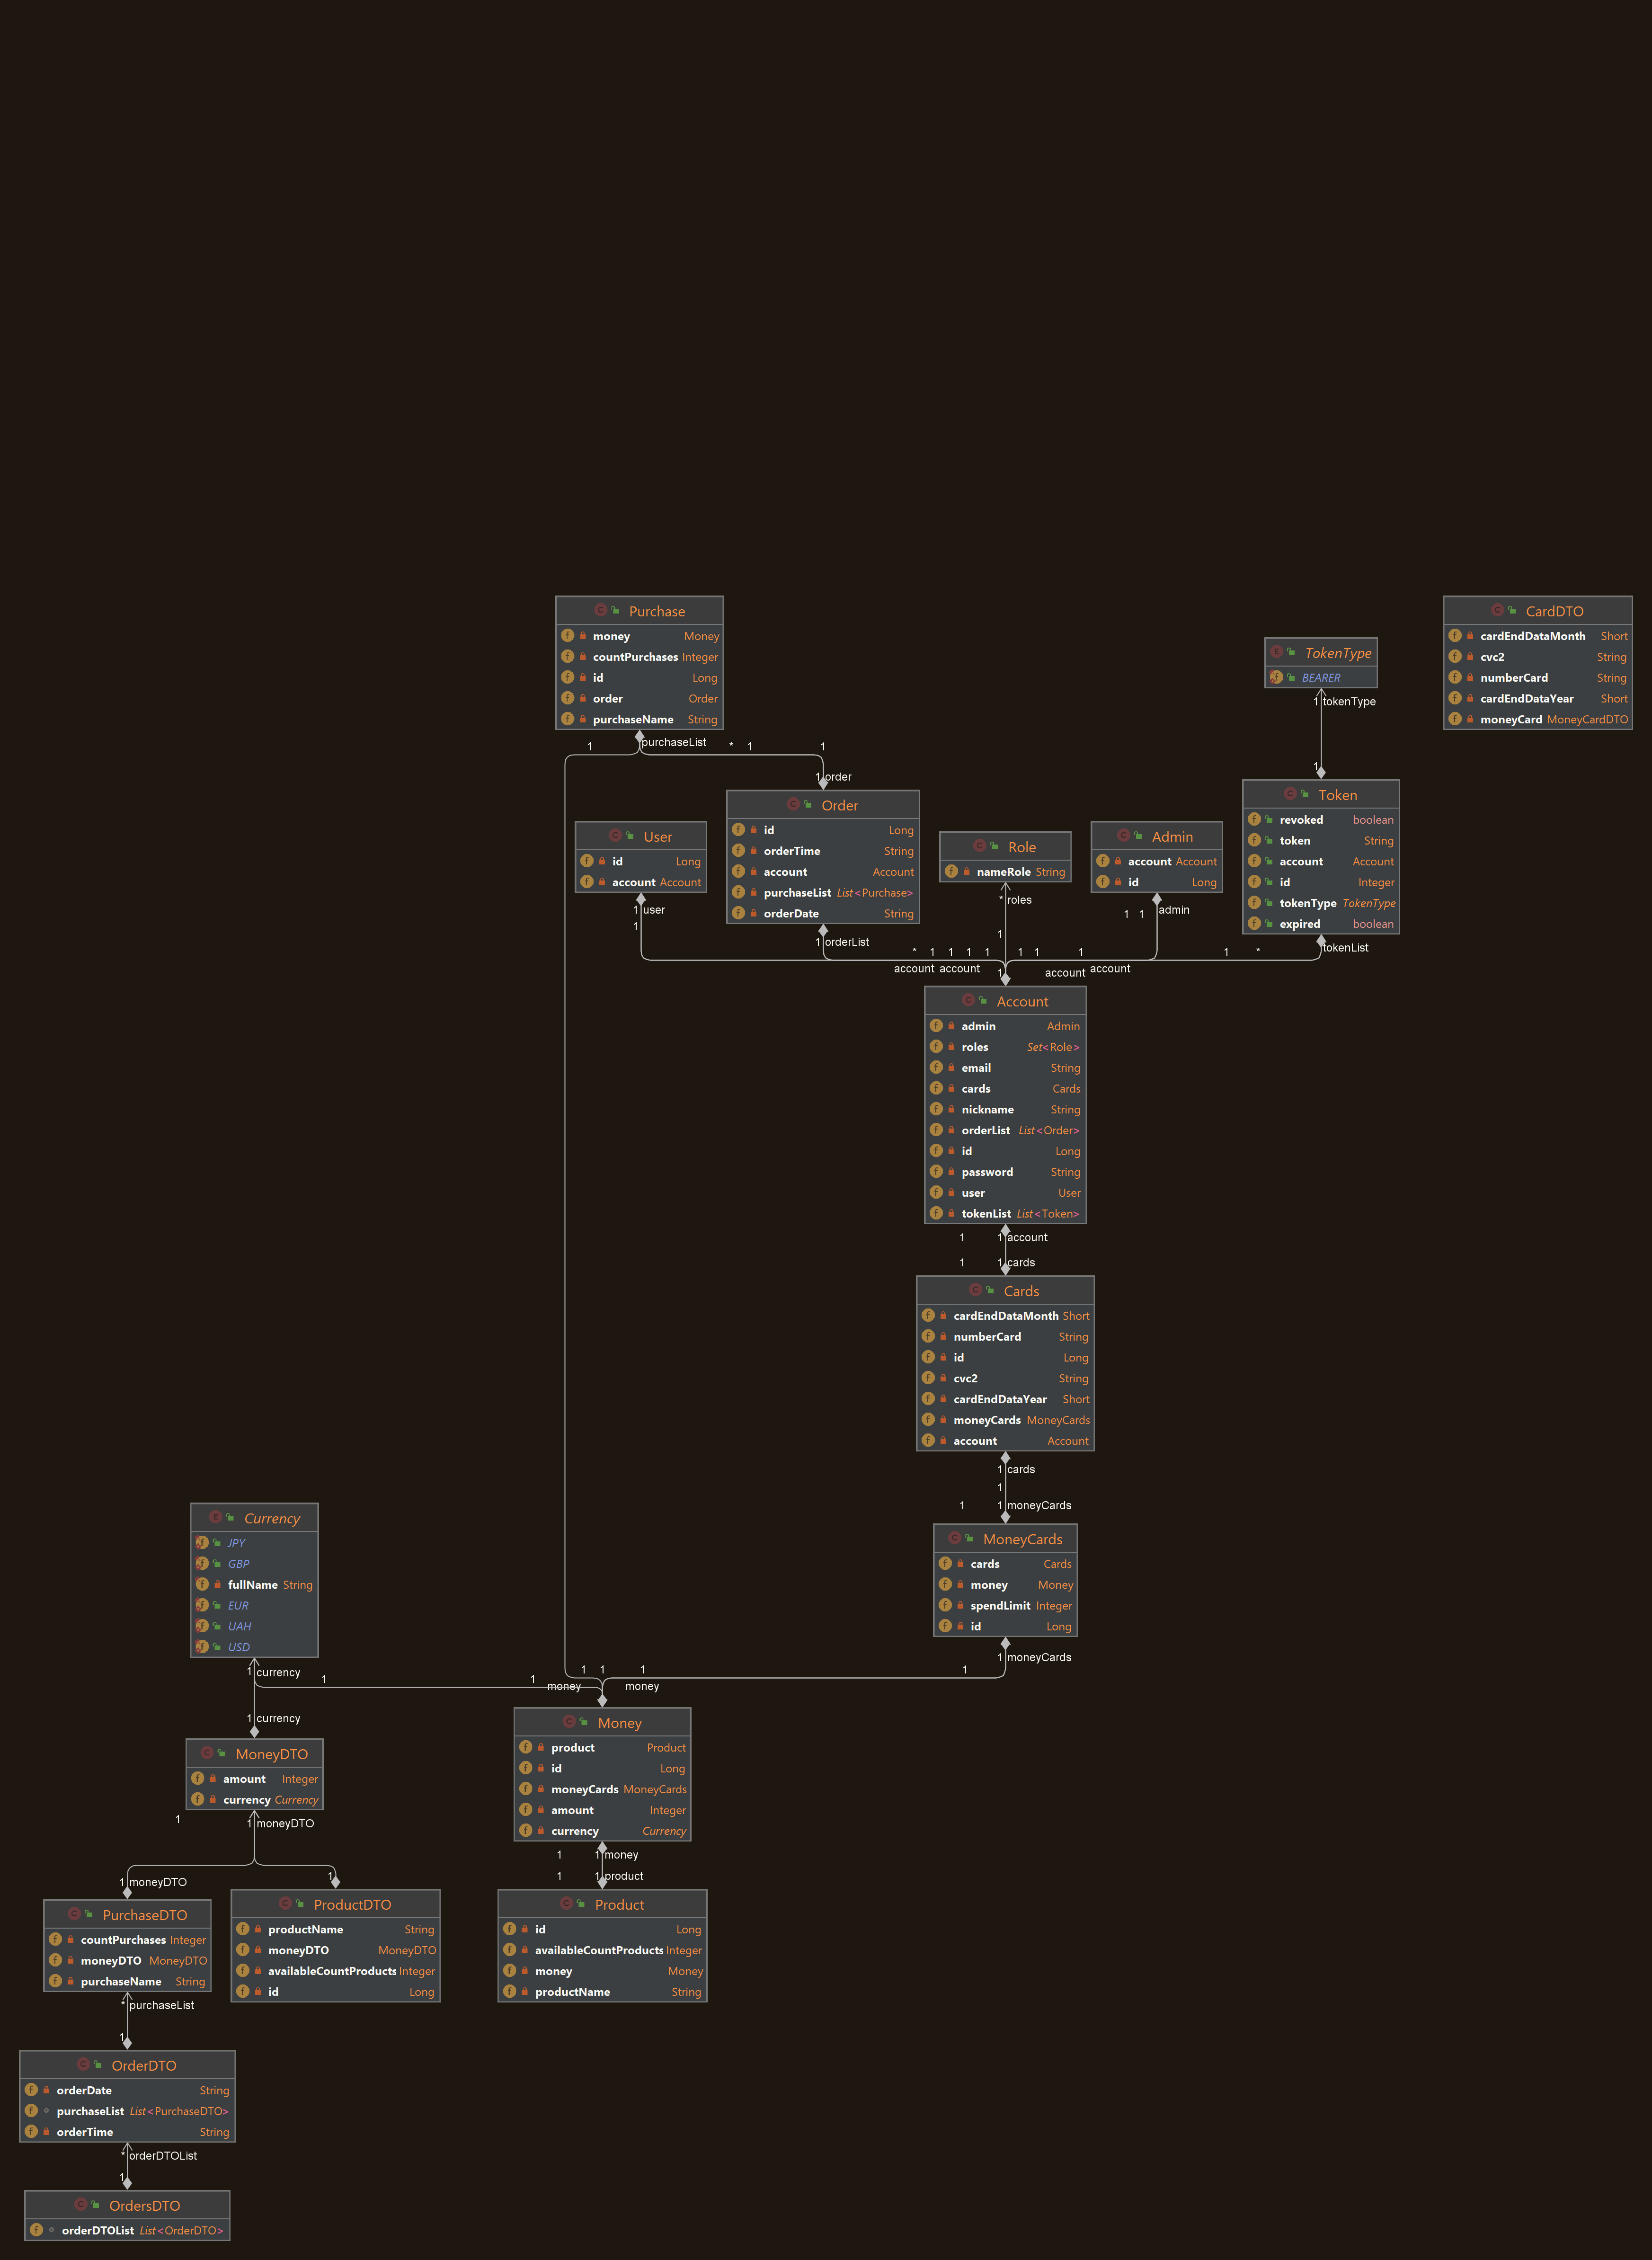 Purchase
money Money
countPurchases Integer
id Long
order Order
purchaseName String
CardDTO
cardEndDataMonth Short
cvc2 String
numberCard String
cardEndDataYear Short
moneyCard MoneyCardDTO
TokenType
BEARER
1 tokenType
1
1 purchaseList * 1 1
1 order
Token
revoked boolean
token String
account Account
id Integer
tokenType TokenType
expired boolean
Order
id Long
orderTime String
account Account
purchaseList List<Purchase>
orderDate String
User
id Long
account Account
Role
nameRole String
Admin
account Account
id Long
1 user
1
1 orderList
* roles
1
1 1 admin
tokenList
* 1 1 1 1 1 1 1 1 *
account account 1 account account
Account
admin Admin
roles Set<Role>
email String
cards Cards
nickname String
orderList List<Order>
id Long
password String
user User
tokenList List<Token>
1 1 account
1 1 cards
Cards
cardEndDataMonth Short
numberCard String
id Long
cvc2 String
cardEndDataYear Short
moneyCards MoneyCards
account Account
1 cards
1
1 1 moneyCards
MoneyCards
cards Cards
money Money
spendLimit Integer
id Long
1 moneyCards
Currency
JPY
GBP
fullName String
EUR
UAH
USD
1 currency
1 1 1 1 1 1
money money
1 currency
Money
product Product
id Long
moneyCards MoneyCards
amount Integer
currency Currency
MoneyDTO
amount Integer
currency Currency
1 1 moneyDTO
1 1 money
1 1 product
1 moneyDTO
1
PurchaseDTO
countPurchases Integer
moneyDTO MoneyDTO
purchaseName String
ProductDTO
productName String
moneyDTO MoneyDTO
availableCountProducts Integer
id Long
Product
id Long
availableCountProducts Integer
money Money
productName String
* purchaseList
1
OrderDTO
orderDate String
purchaseList List<PurchaseDTO>
orderTime String
* orderDTOList
1
OrdersDTO
orderDTOList List<OrderDTO>